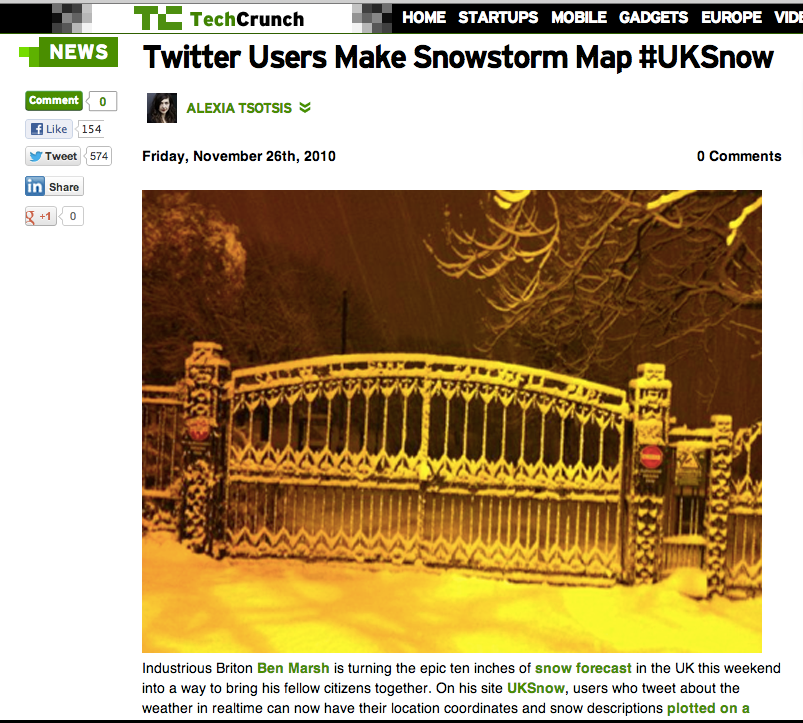 TechCrunch
HOME STARTUPS MOBILE GADGETS EUROPE
NEWS
Twitter Users Make Snowstorm Map #UKSnow
Comment 0
ALEXIA TSOTSIS
Like 154
Tweet 574
Friday, November 26th, 2010 0 Comments
in Share
g +1 0
Industrious Briton Ben Marsh is turning the epic ten inches of snow forecast in the UK this weekend
into a way to bring his fellow citizens together. On his site UKSnow, users who tweet about the
weather in realtime can now have their location coordinates and snow descriptions plotted on a